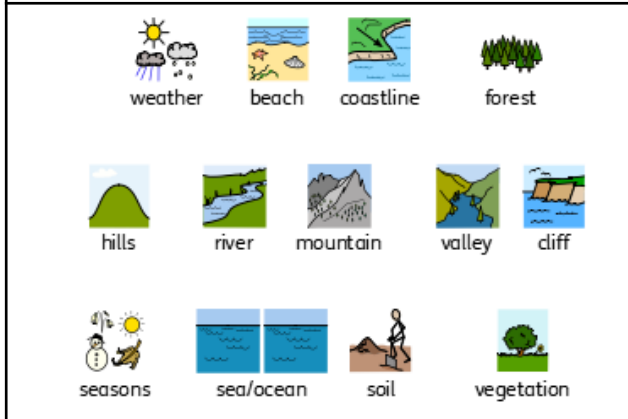 weather beach coastline forest
hills river mountain valley cliff
seasons sea/ocean soil vegetation